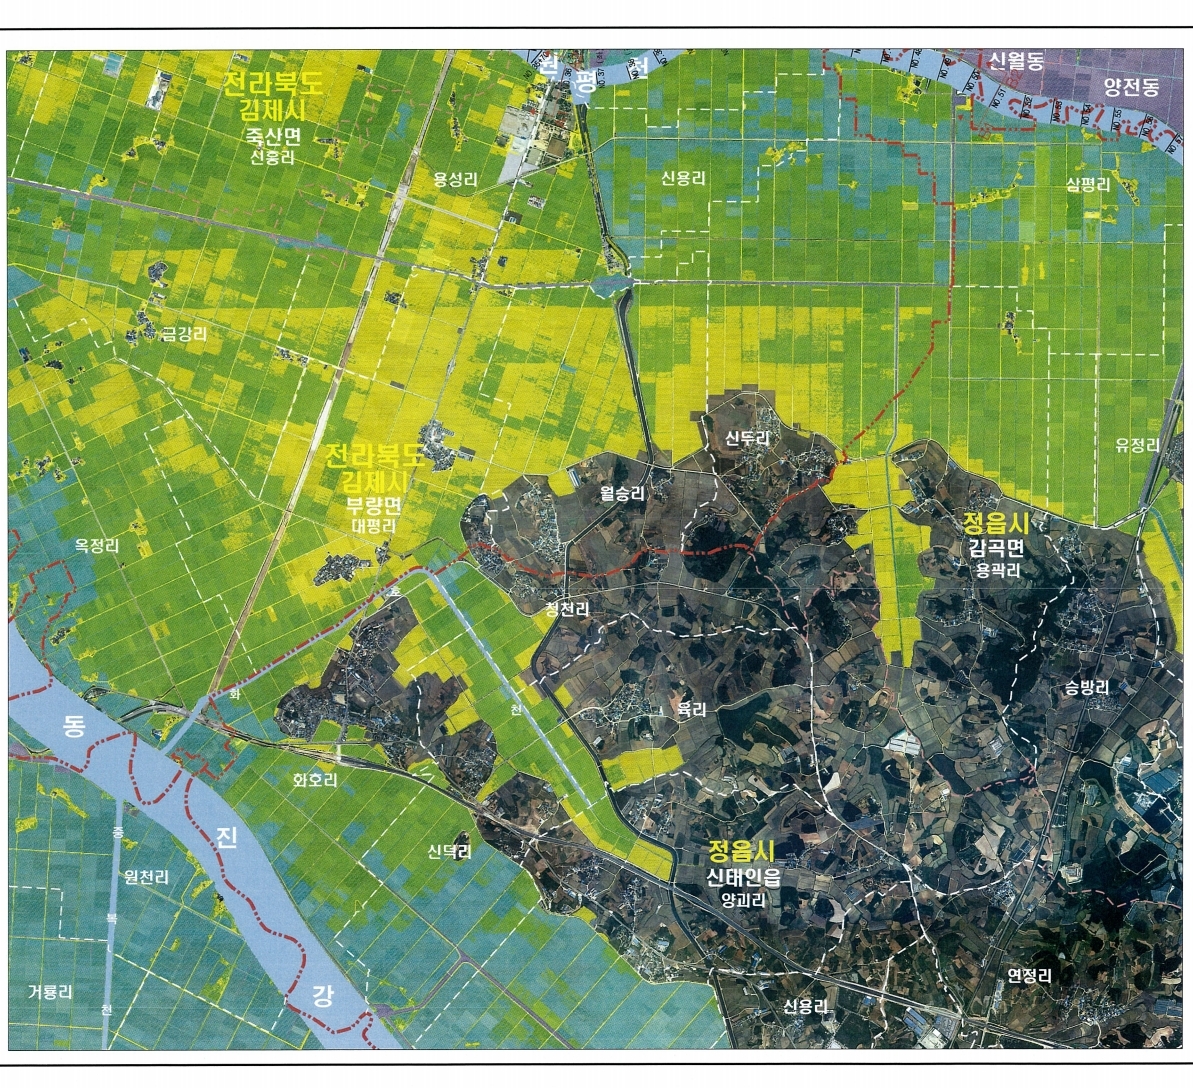 원
평
천
신월동
양전동
전라북도
김제시
죽산면
신흥리
용성리
신용리
삼평리
NO.51
금강리
신두리
유정리
전라북도
김제시
부량면
대평리
월승리
정읍시
감곡면
용곽리
옥정리
호
청천리
화
천
육리
승방리
동
화호리
진
중
신덕리
정읍시
신태인읍
양괴리
원천리
복
거룡리
강
천
연정리
신용리